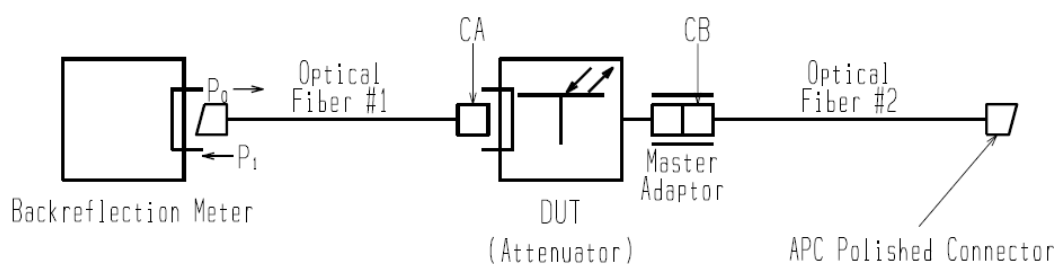 CA
CB
P0
Optical
Fiber #1
Optical
Fiber #2
P1
Master
Adaptor
Backreflection Meter
DUT
(Attenuator)
APC Polished Connector